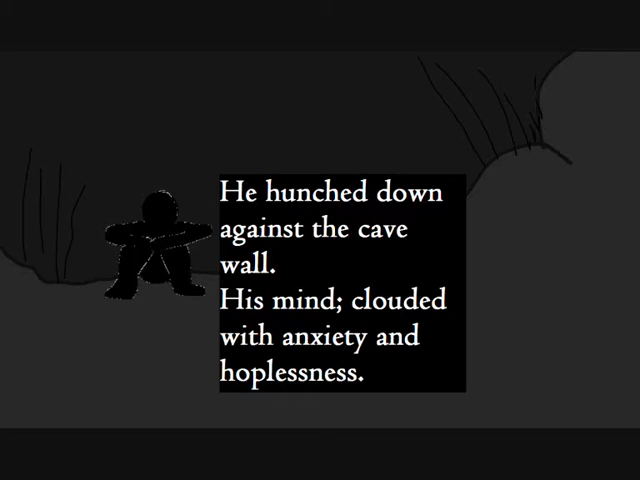 He hunched down
against the cave
wall.
His mind; clouded
with anxiety and
hoplessness.